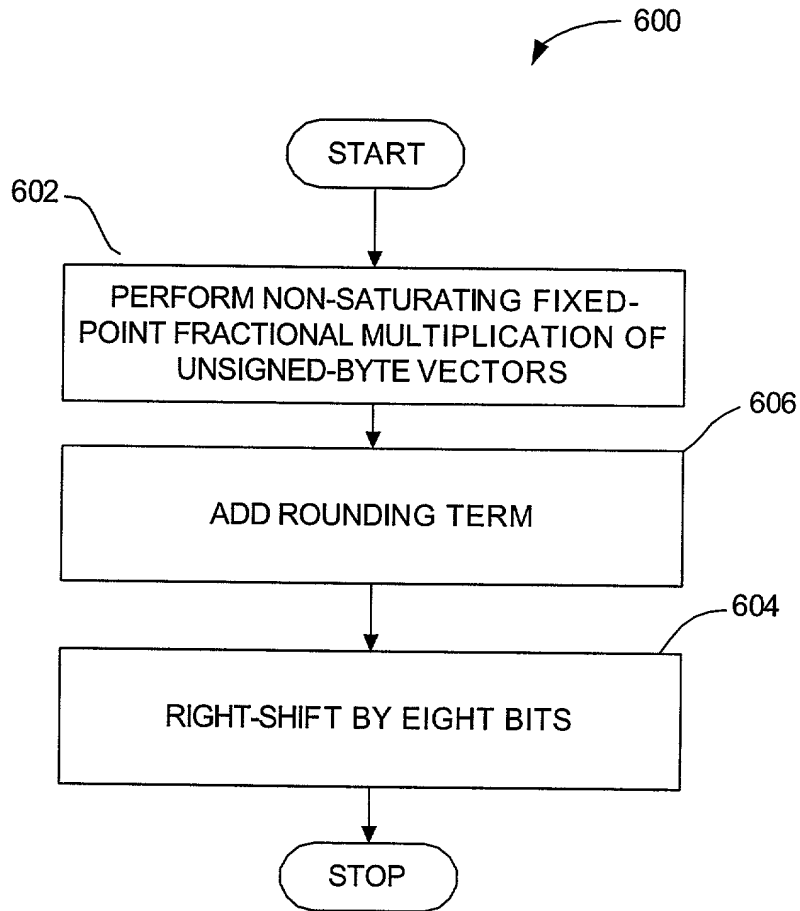 600
START
602
PERFORM NON-SATURATING FIXED-
POINT FRACTIONAL MULTIPLICATION OF
UNSIGNED-BYTE VECTORS
606
ADD ROUNDING TERM
604
RIGHT-SHIFT BY EIGHT BITS
STOP